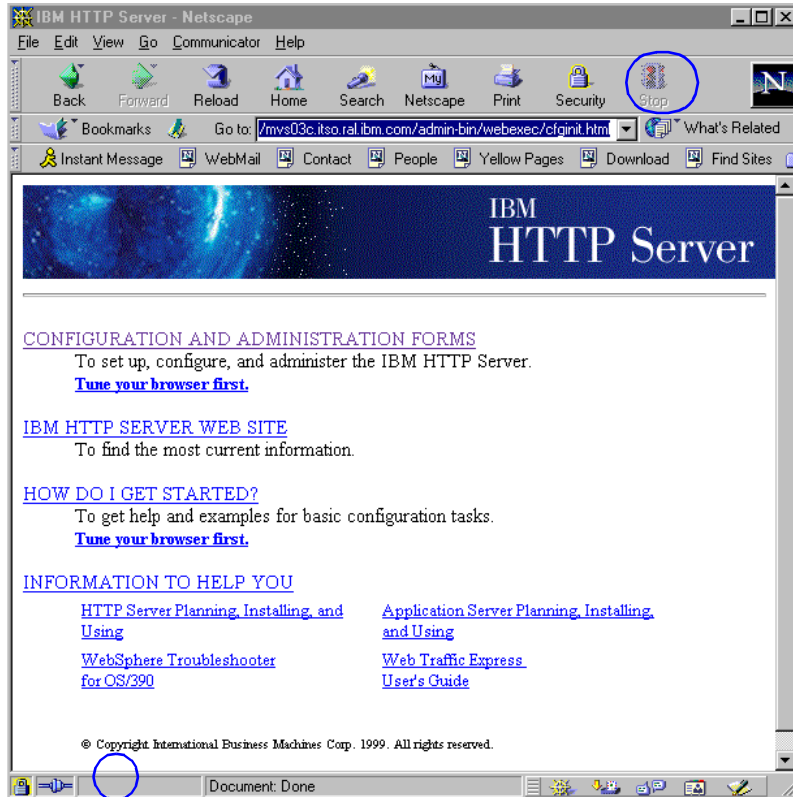 IBM HTTP Server - Netscape
File Edit View Go Communicator Help
Back Forward Reload Home Search Netscape Print Security Stop
My
N
Bookmarks Go to: /mvs03c.itso.ral.ibm.com/admin-bin/webexec/cfginit.html What's Related
Instant Message WebMail Contact People Yellow Pages Download Find Sites
IBM
HTTP Server
CONFIGURATION AND ADMINISTRATION FORMS
To set up, configure, and administer the IBM HTTP Server.
Tune your browser first.
IBM HTTP SERVER WEB SITE
To find the most current information.
HOW DO I GET STARTED?
To get help and examples for basic configuration tasks.
Tune your browser first.
INFORMATION TO HELP YOU
HTTP Server Planning, Installing, and
Using
Application Server Planning, Installing,
and Using
WebSphere Troubleshooter
for OS/390
Web Traffic Express
User's Guide
© Copyright International Business Machines Corp. 1999. All rights reserved.
Document: Done